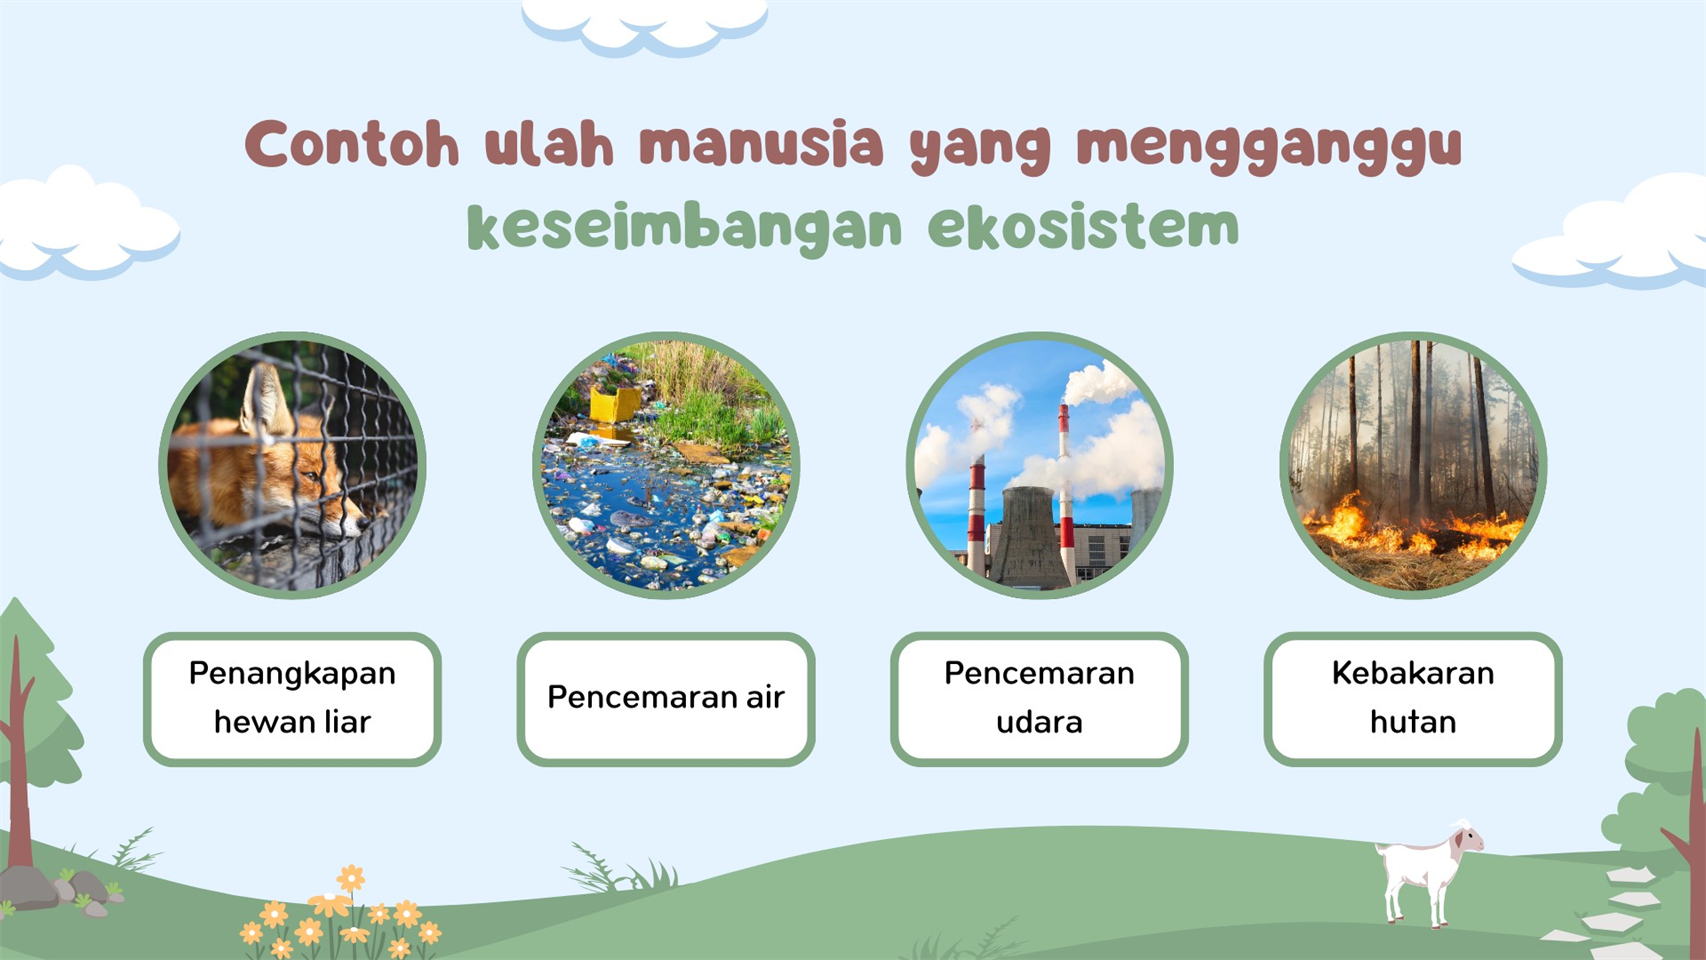 Contoh ulah manusia yang mengganggu
keseimbangan ekosistem
Penangkapan
hewan liar
Pencemaran air
Pencemaran
udara
Kebakaran
hutan